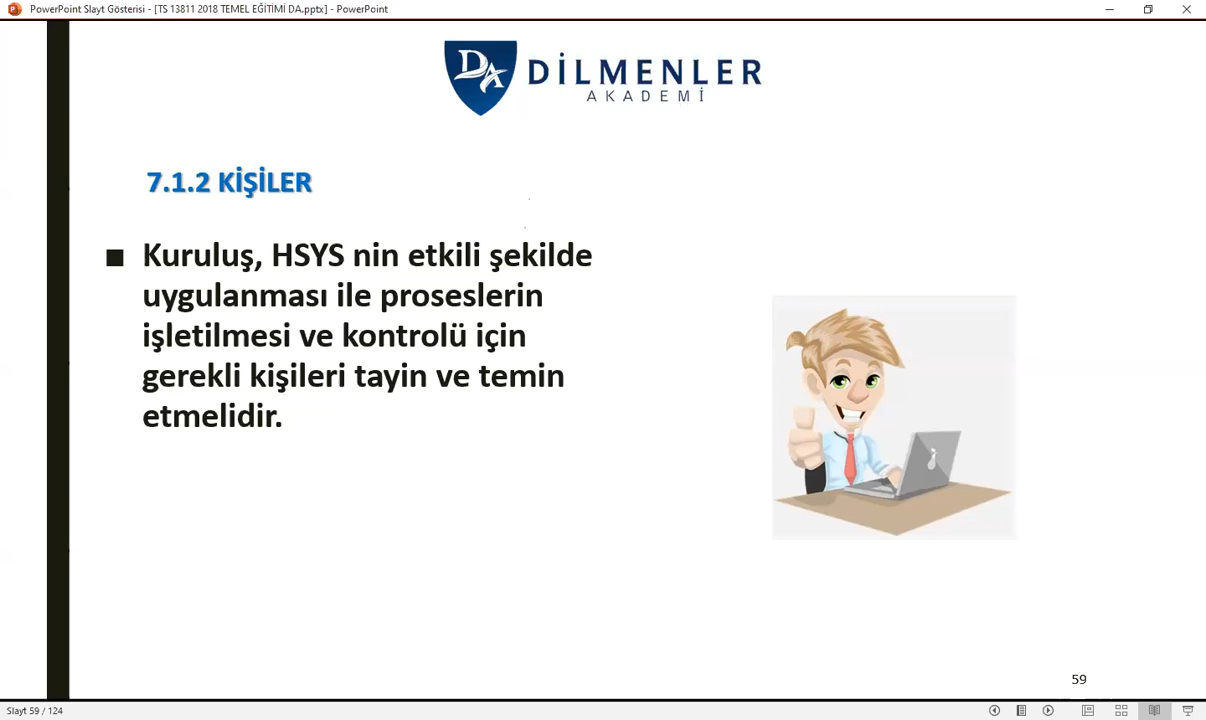 PowerPoint Slayt Gösterisi - [TS 13811 2018 TEMEL EĞİTİMİ DA.pptx] - PowerPoint
DA DİLMENLER
AKADEMİ
7.1.2 KİŞİLER
■ Kuruluş, HSYS nin etkili şekilde
uygulanması ile proseslerin
işletilmesi ve kontrolü için
gerekli kişileri tayin ve temin
etmelidir.
59
Slayt 59 / 124